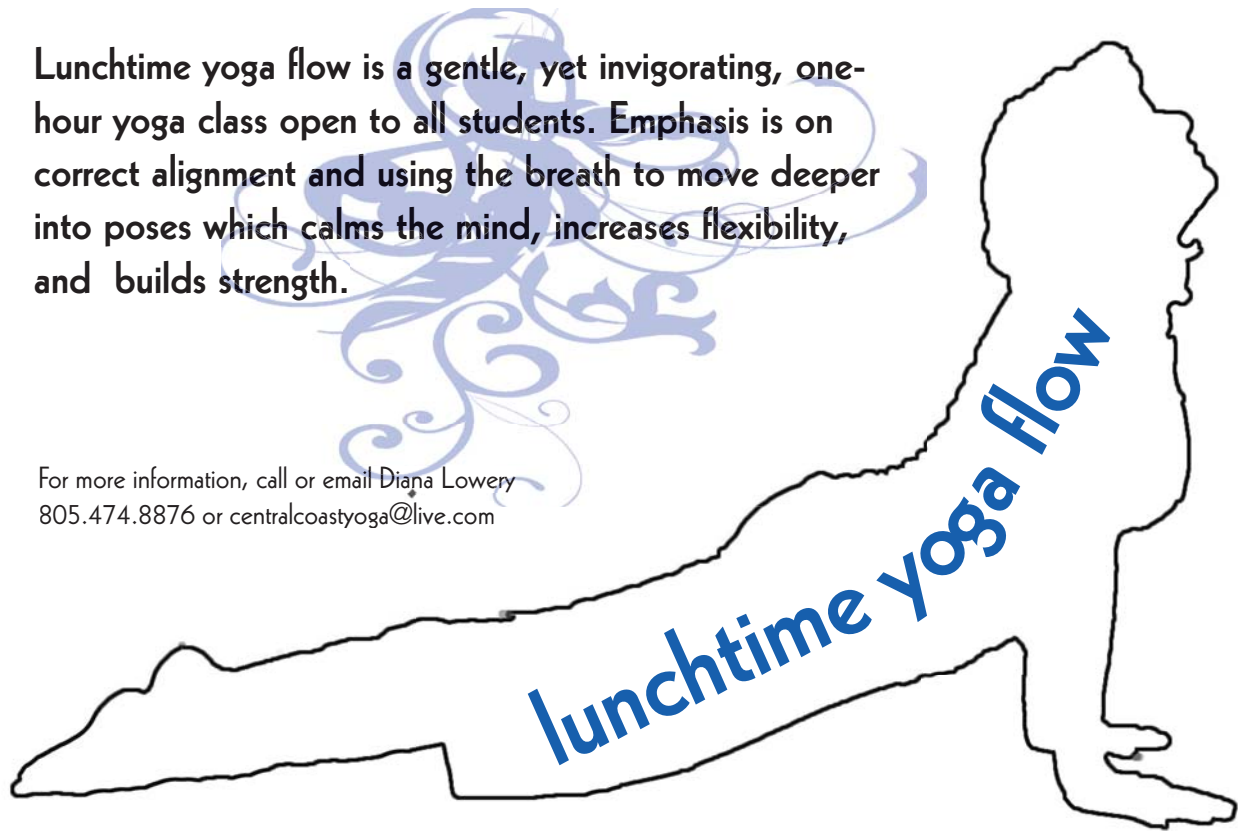 Lunchtime yoga flow is a gentle, yet invigorating, one-
hour yoga class open to all students. Emphasis is on
correct alignment and using the breath to move deeper
into poses which calms the mind, increases flexibility,
and  builds strength.
For more information, call or email Diana Lowery
805.474.8876 or centralcoastyoga@live.com
lunchtime yoga flow